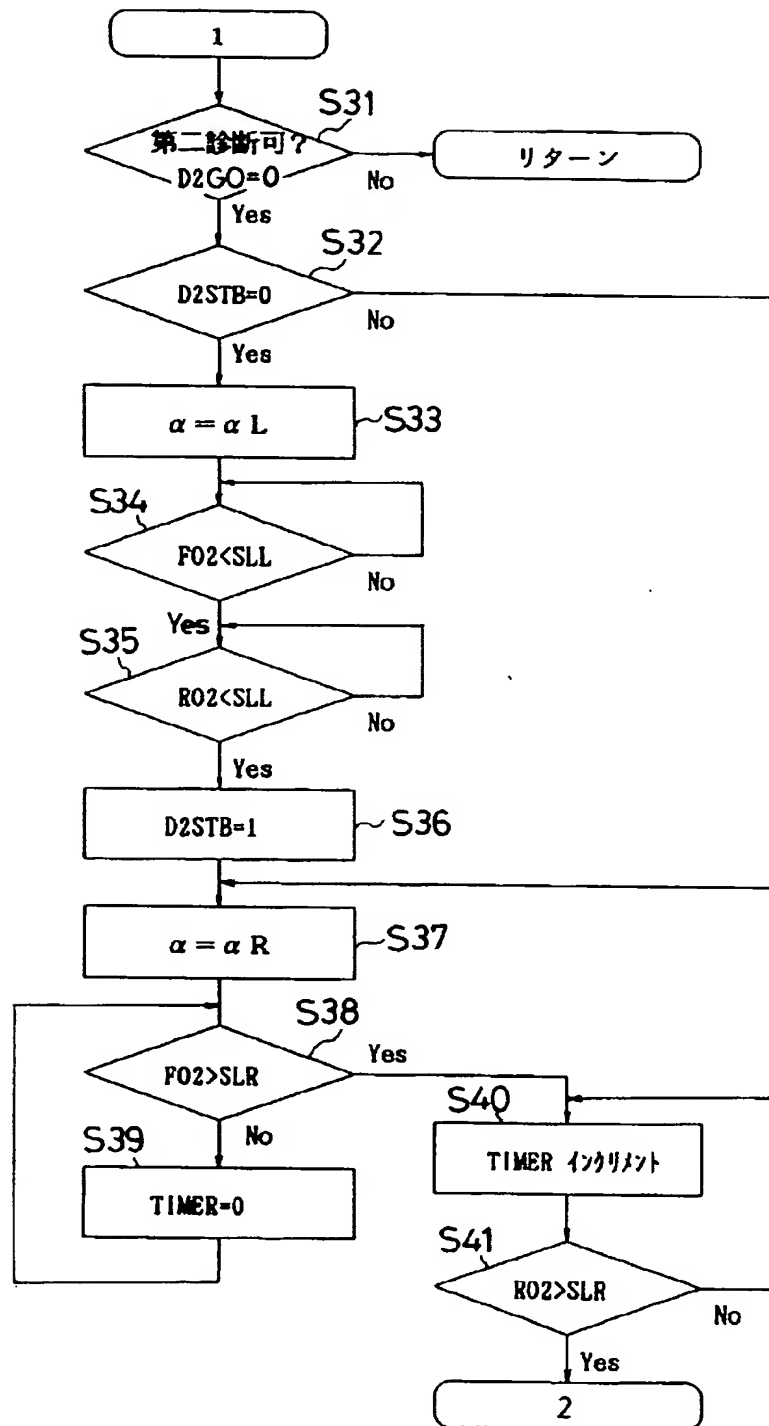 1
S31
第二診断可?
D2GO=0
リターン
No
Yes
S32
D2STB=0
No
Yes
α=αL
S33
S34
FO2<SLL
No
Yes
S35
RO2<SLL
No
Yes
D2STB=1
S36
α=αR
S37
S38
FO2>SLR
Yes
No
S39
TIMER=0
S40
TIMER インクリメント
S41
RO2>SLR
No
Yes
2